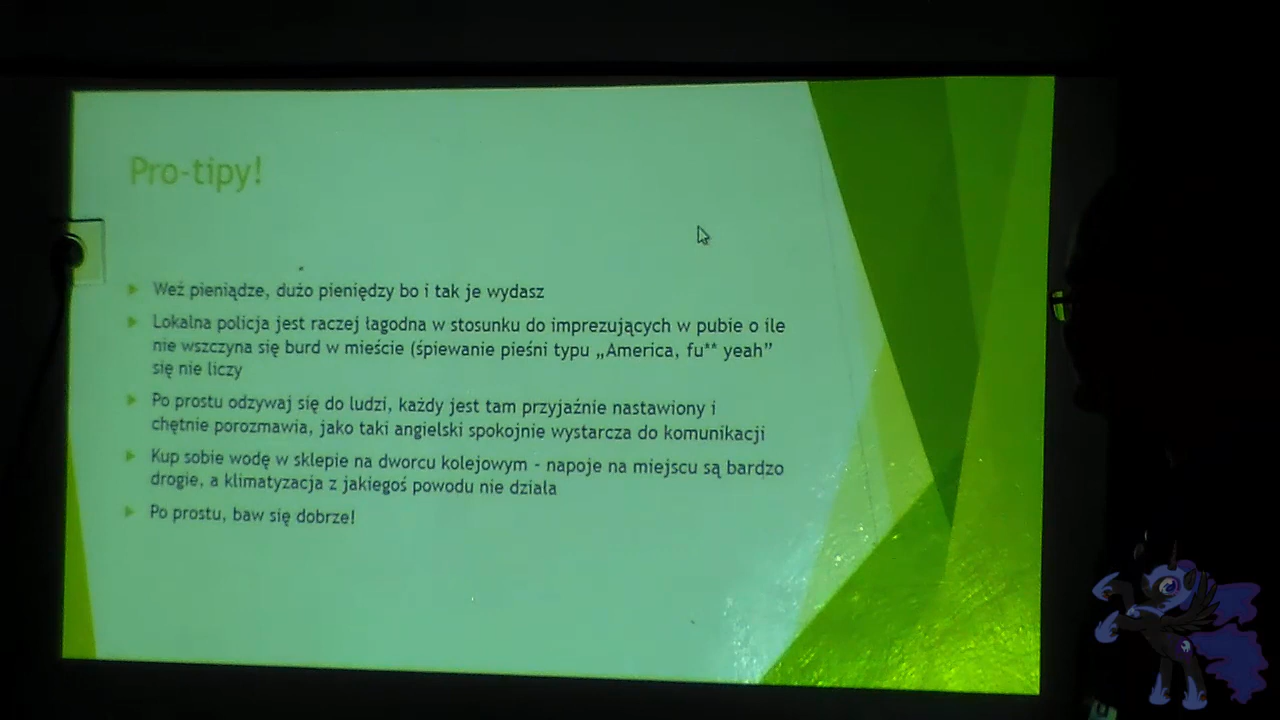 Pro-tipy!
Weź pieniądze, dużo pieniędzy bo i tak je wydasz
Lokalna policja jest raczej łagodna w stosunku do imprezujących w pubie o ile
nie wszczyna się burd w mieście (śpiewanie pieśni typu „America, fu** yeah”
się nie liczy
Po prostu odzywaj się do ludzi, każdy jest tam przyjaźnie nastawiony i
chętnie porozmawia, jako taki angielski spokojnie wystarcza do komunikacji
Kup sobie wodę w sklepie na dworcu kolejowym - napoje na miejscu są bardzo
drogie, a klimatyzacja z jakiegoś powodu nie działa
Po prostu, baw się dobrze!